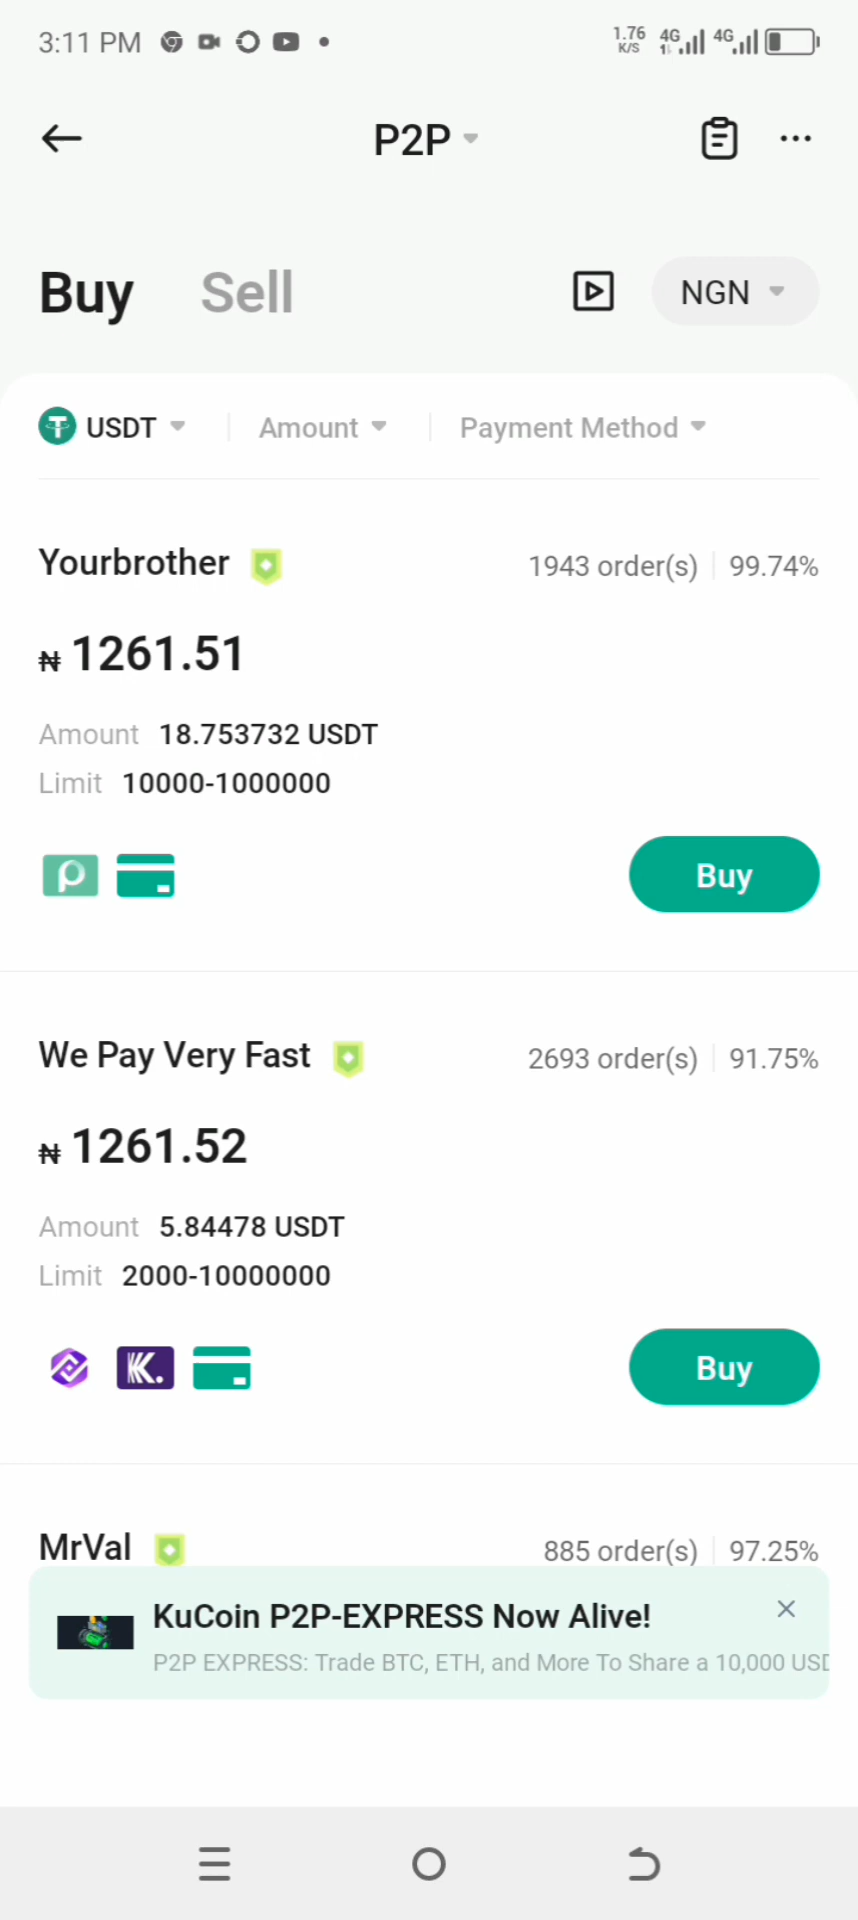 3:11 PM
1.76 K/S 4G 4G
P2P
Buy Sell NGN
USDT Amount Payment Method
Yourbrother 1943 order(s) 99.74%
₦ 1261.51
Amount 18.753732 USDT
Limit 10000-1000000
Buy
We Pay Very Fast 2693 order(s) 91.75%
₦ 1261.52
Amount 5.84478 USDT
Limit 2000-10000000
K.
Buy
MrVal 885 order(s) 97.25%
KuCoin P2P-EXPRESS Now Alive!
P2P EXPRESS: Trade BTC, ETH, and More To Share a 10,000 USD